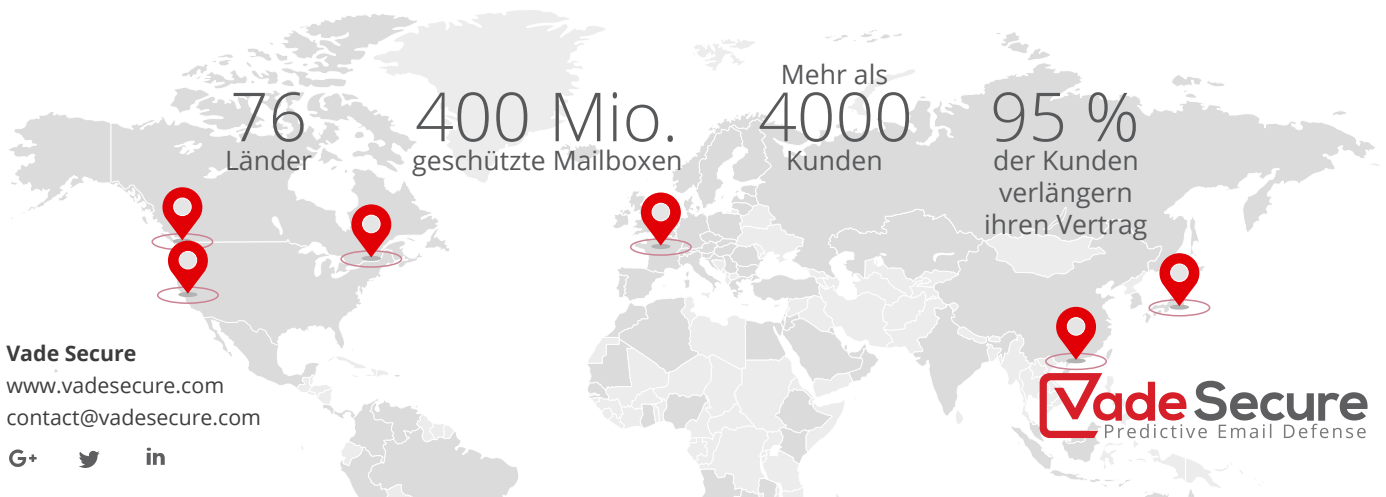 76
Länder
400 Mio.
geschützte Mailboxen
Mehr als
4000
Kunden
95 %
der Kunden
verlängern
ihren Vertrag
Vade Secure
www.vadesecure.com
contact@vadesecure.com
G+
in
Vade Secure
Predictive Email Defense